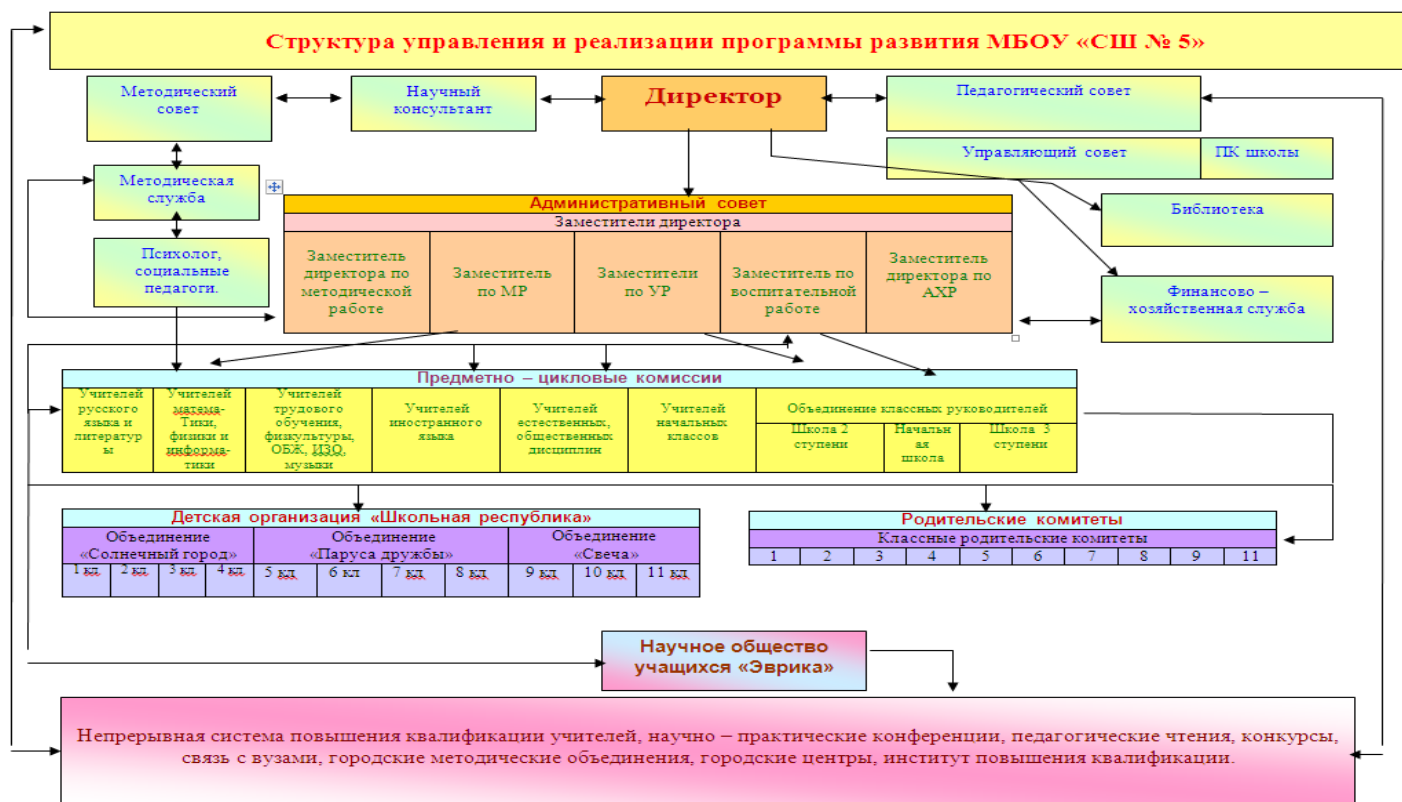 Структура управления и реализации программы развития МБОУ «СШ № 5»
Методический
совет
Научный
консультант
Директор
Педагогический совет
Управляющий совет
ПК школы
Методическая
служба
Административный совет
Заместители директора
Библиотека
Психолог,
социальные
педагоги.
Заместитель
директора по
методической
работе
Заместитель
по МР
Заместители
по УР
Заместитель по
воспитательной
работе
Заместитель
директора по
АХР
Финансово –
хозяйственная служба
Предметно – цикловые комиссии
Учителей
русского
языка и
литератур
ы
Учителей
матема-
Тики,
физики и
информа-
тики
Учителей
трудового
обучения,
физкультуры,
ОБЖ, ИЗО,
музыки
Учителей
иностранного
языка
Учителей
естественных,
общественных
дисциплин
Учителей
начальных
классов
Объединение классных руководителей
Школа 2
ступени
Начальн
ая
школа
Школа 3
ступени
Детская организация «Школьная республика»
Объединение
«Солнечный город»
Объединение
«Паруса дружбы»
Объединение
«Свеча»
1 кл 2 кл 3 кл 4 кл 5 кл 6 кл 7 кл 8 кл 9 кл 10 кл 11 кл
Родительские комитеты
Классные родительские комитеты
1 2 3 4 5 6 7 8 9 11
Научное общество
учащихся «Эврика»
Непрерывная система повышения квалификации учителей, научно – практические конференции, педагогические чтения, конкурсы,
связь с вузами, городские методические объединения, городские центры, институт повышения квалификации.